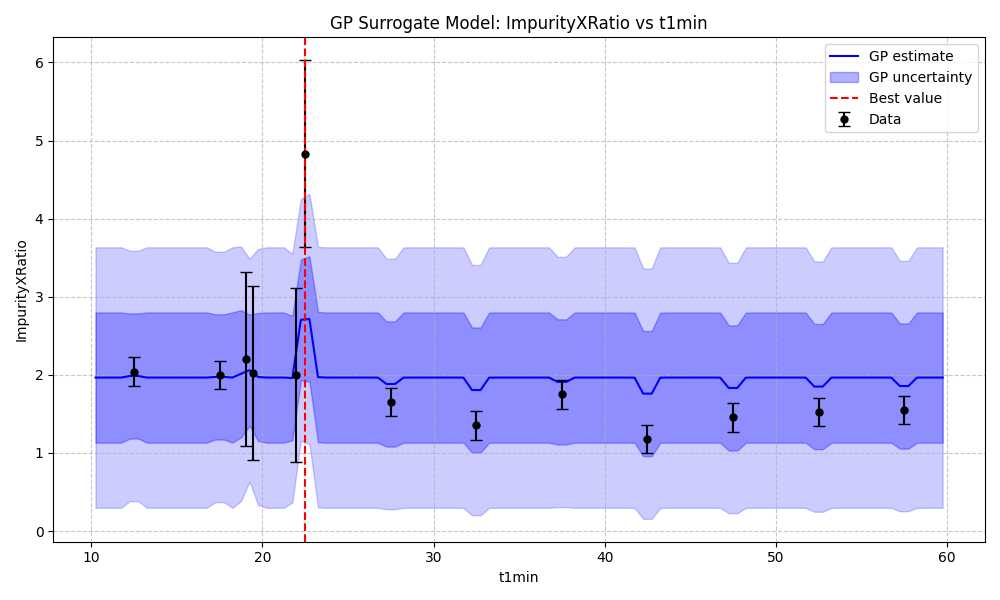 GP Surrogate Model: ImpurityXRatio vs t1min
GP estimate
GP uncertainty
Best value
Data
ImpurityXRatio
6
5
4
3
2
1
0
10 20 30 40 50 60
t1min